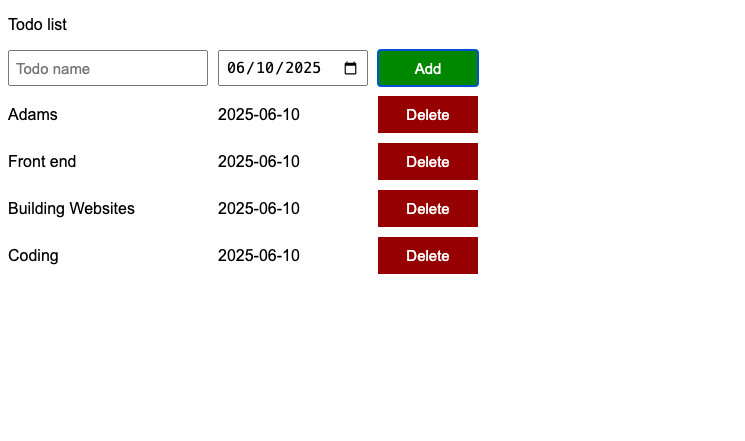 Todo list
Todo name 06/10/2025 Add
Adams 2025-06-10 Delete
Front end 2025-06-10 Delete
Building Websites 2025-06-10 Delete
Coding 2025-06-10 Delete